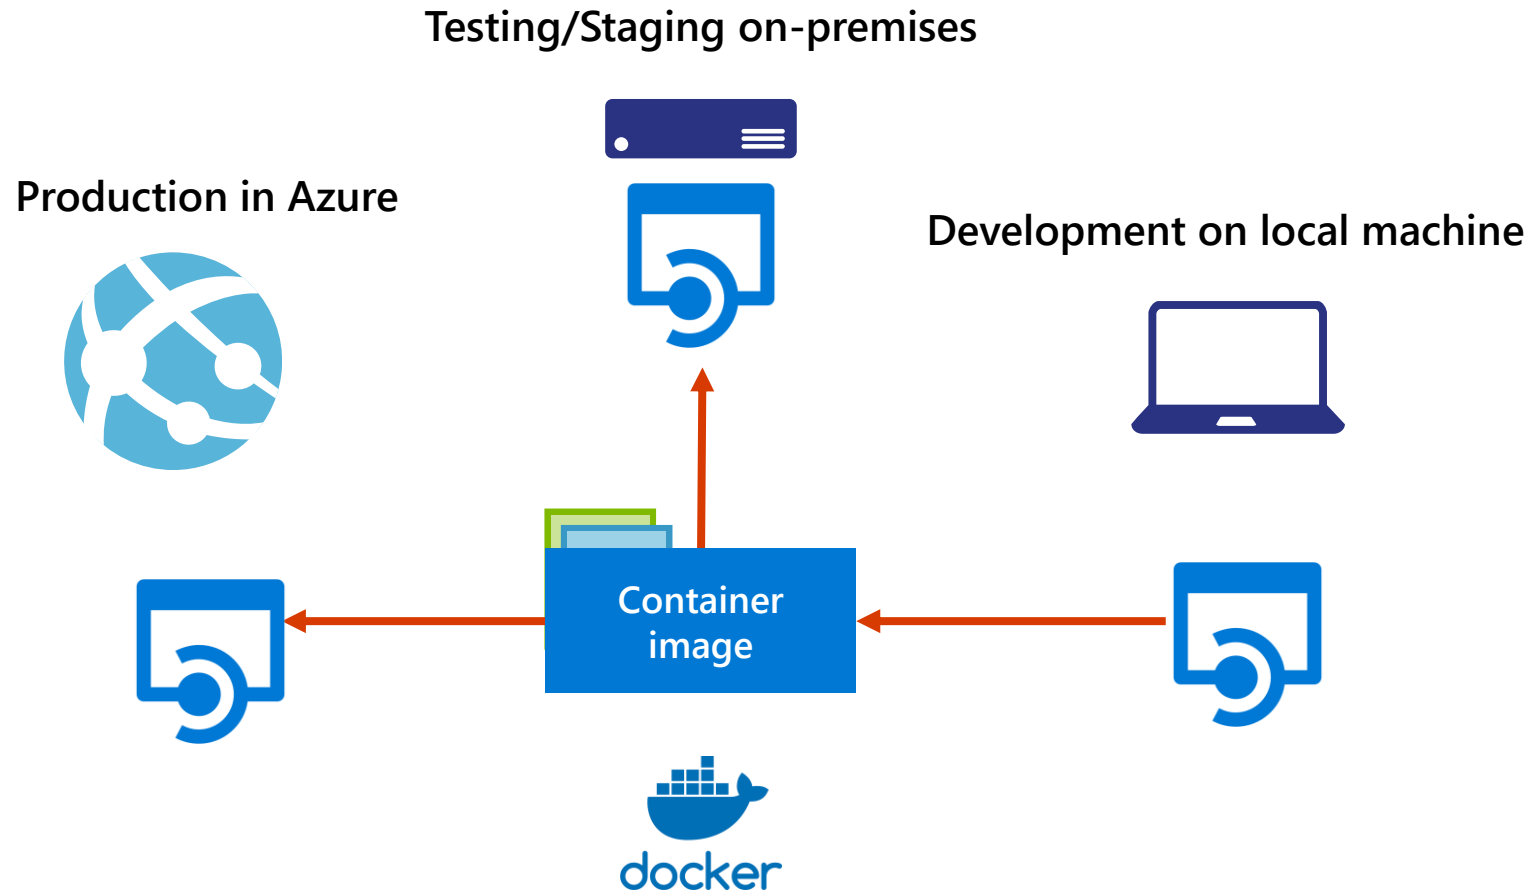 Testing/Staging on-premises
Production in Azure
Development on local machine
Container
image
docker